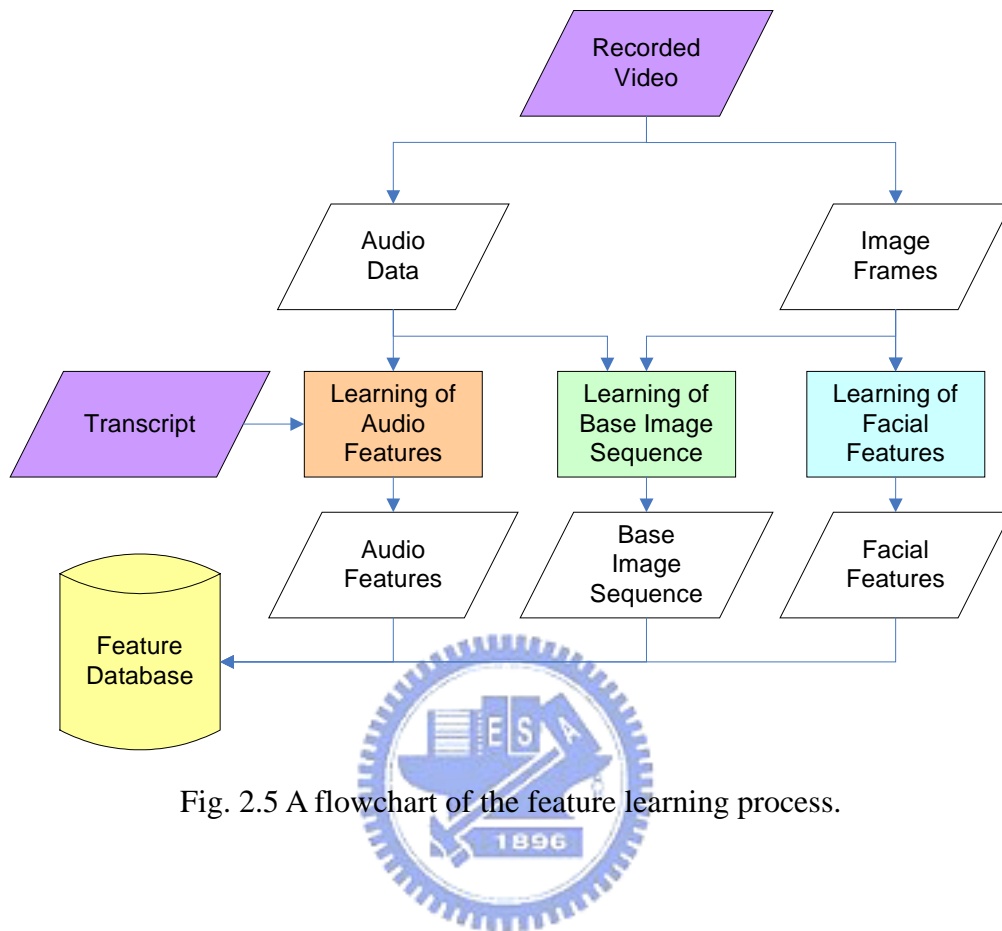 Recorded
Video
Audio
Data
Image
Frames
Transcript
Learning of
Audio
Features
Learning of
Base Image
Sequence
Learning of
Facial
Features
Audio
Features
Base
Image
Sequence
Facial
Features
Feature
Database
E S A
Fig. 2.5 A flowchart of the feature learning process.
1896